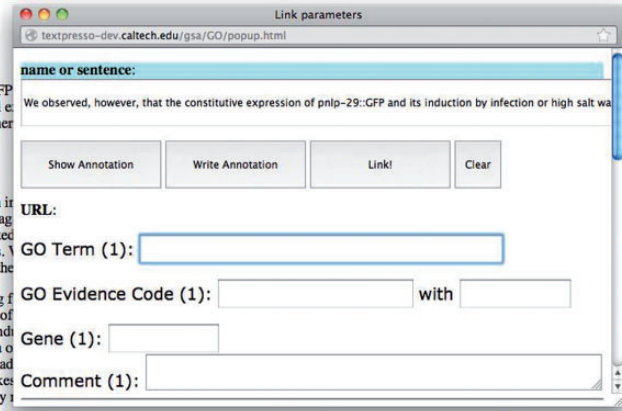 Link parameters
textpresso-dev.caltech.edu/gsa/GO/popup.html
name or sentence:
We observed, however, that the constitutive expression of pnlp-29::GFP and its induction by infection or high salt wa
Show Annotation Write Annotation Link! Clear
URL:
GO Term (1):
GO Evidence Code (1): with
Gene (1):
Comment (1):